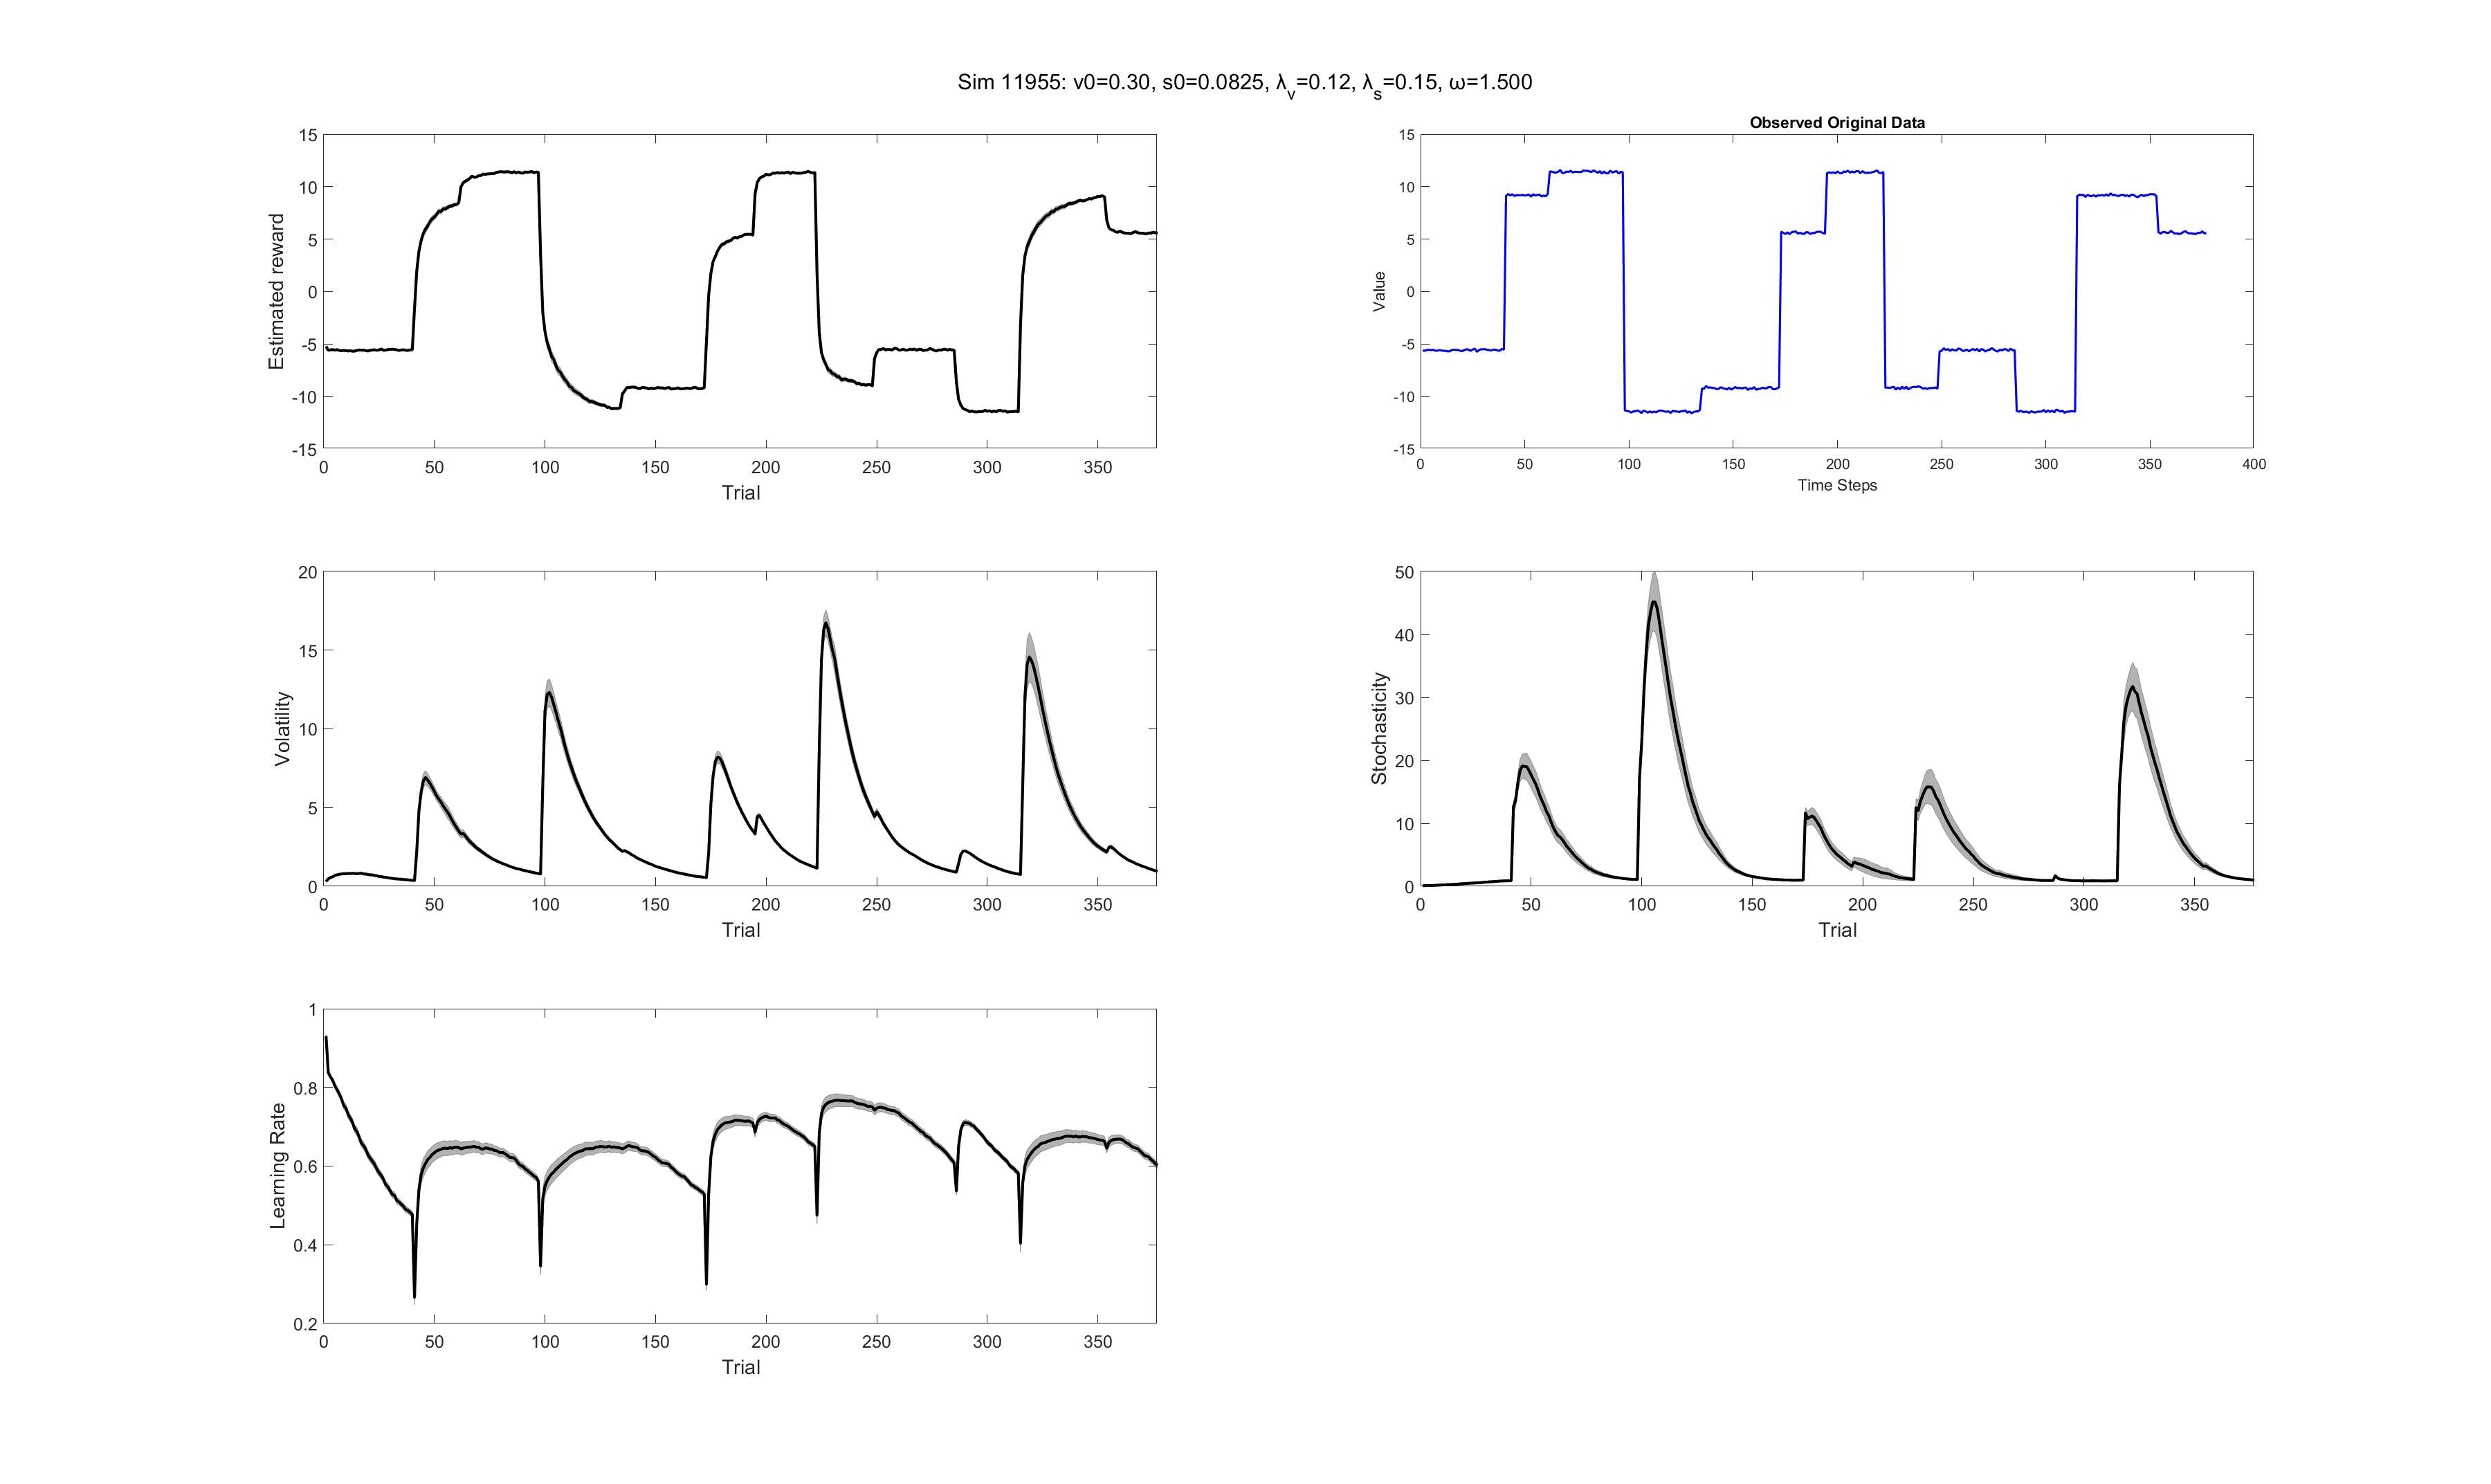 Sim 11955: v0=0.30, s0=0.0825, λv=0.12, λs=0.15, ω=1.500
15
10
5
0
-5
-10
-15
Estimated reward
0 50 100 150 200 250 300 350
Trial
Observed Original Data
15
10
5
0
-5
-10
-15
Value
0 50 100 150 200 250 300 350 400
Time Steps
20
15
10
5
0
Volatility
0 50 100 150 200 250 300 350
Trial
50
40
30
20
10
0
Stochasticity
0 50 100 150 200 250 300 350
Trial
1
0.8
0.6
0.4
0.2
Learning Rate
0 50 100 150 200 250 300 350
Trial